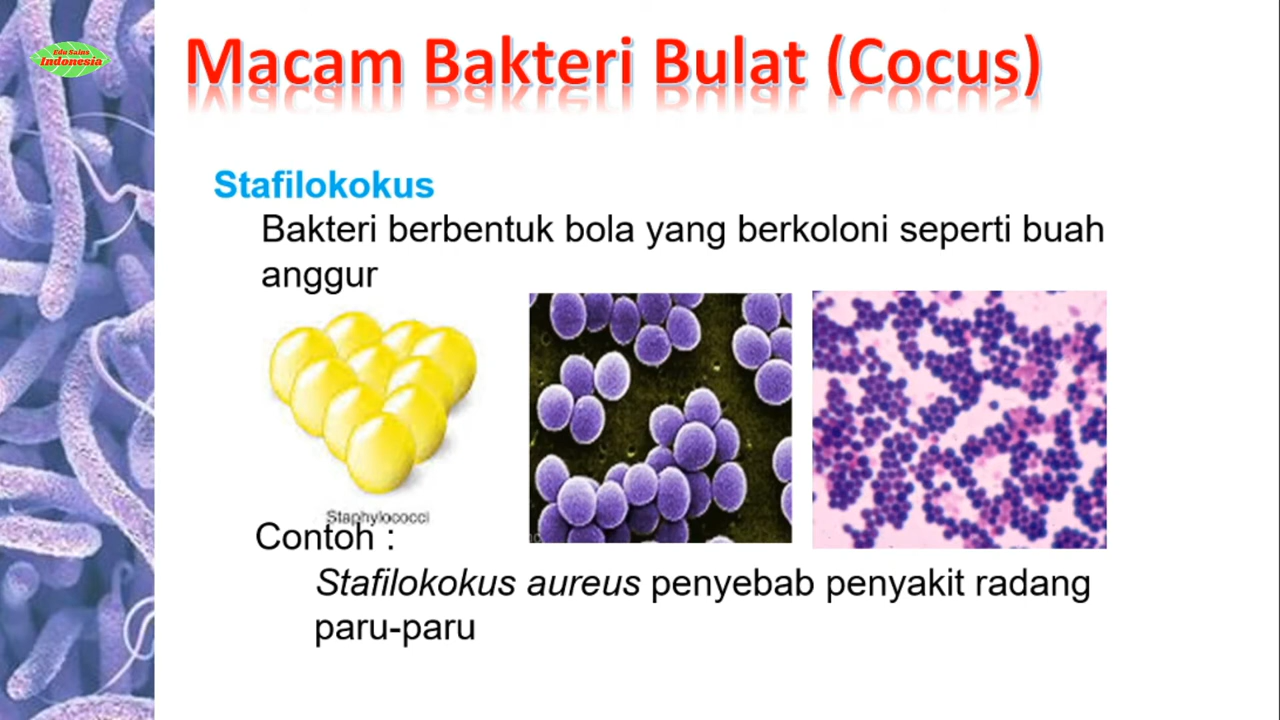 Edu Sains
Indonesia
Macam Bakteri Bulat (Cocus)
Stafilokokus
Bakteri berbentuk bola yang berkoloni seperti buah
anggur
Staphylococci
Contoh :
Stafilokokus aureus penyebab penyakit radang
paru-paru